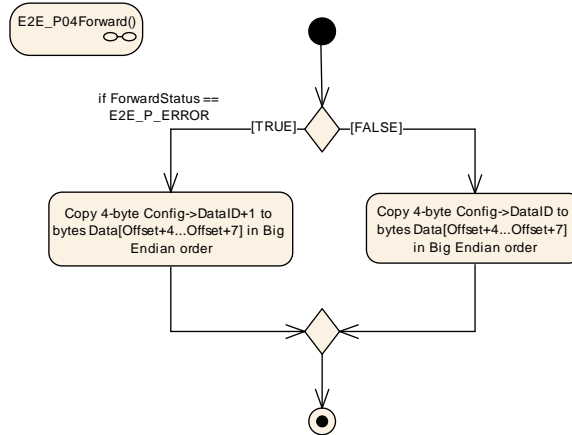 E2E_P04Forward()
if ForwardStatus ==
E2E_P_ERROR
[TRUE]
[FALSE]
Copy 4-byte Config->DataID+1 to
bytes Data[Offset+4...Offset+7] in Big
Endian order
Copy 4-byte Config->DataID to
bytes Data[Offset+4...Offset+7]
in Big Endian order